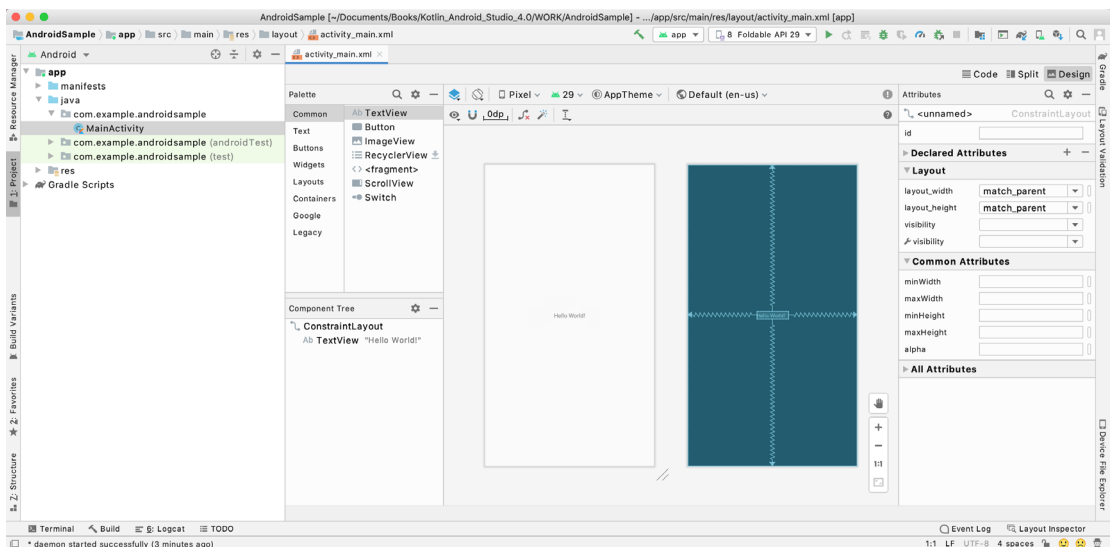 AndroidSample [~/Documents/Books/Kotlin_Android_Studio_4.0/WORK/AndroidSample] - .../app/src/main/res/layout/activity_main.xml [app]
AndroidSample app src main res layout activity_main.xml
app 8 Foldable API 29
Resource Manager
1: Project
Build Variants
2: Favorites
Z: Structure
Android
app
manifests
java
com.example.androidsample
MainActivity
com.example.androidsample (androidTest)
com.example.androidsample (test)
res
Gradle Scripts
activity_main.xml
Code Split Design
Palette
Common
Text
Buttons
Widgets
Layouts
Containers
Google
Legacy
Ab TextView
Button
ImageView
RecyclerView
<fragment>
ScrollView
Switch
Component Tree
ConstraintLayout
Ab TextView "Hello World!"
Pixel 29 AppTheme Default (en-us)
0dp
Hello World!
Hello World!
1:1
Attributes
<unnamed> ConstraintLayout
id
Declared Attributes
Layout
layout_width match_parent
layout_height match_parent
visibility
visibility
Common Attributes
minWidth
maxWidth
minHeight
maxHeight
alpha
All Attributes
Gradle
Layout Validation
Device File Explorer
Terminal Build 6: Logcat TODO
Event Log Layout Inspector
* daemon started successfully (3 minutes ago)
1:1 LF UTF-8 4 spaces